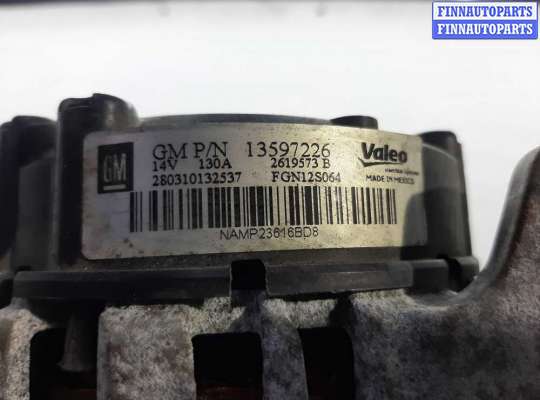 FINNAUTOPARTS
FINNAUTOPARTS
GM
GM P/N 13597226
14V 130A 2619573 B
280310132537 FGN12S064
Valeo
MADE IN MEXICO
NAMP23616BD8